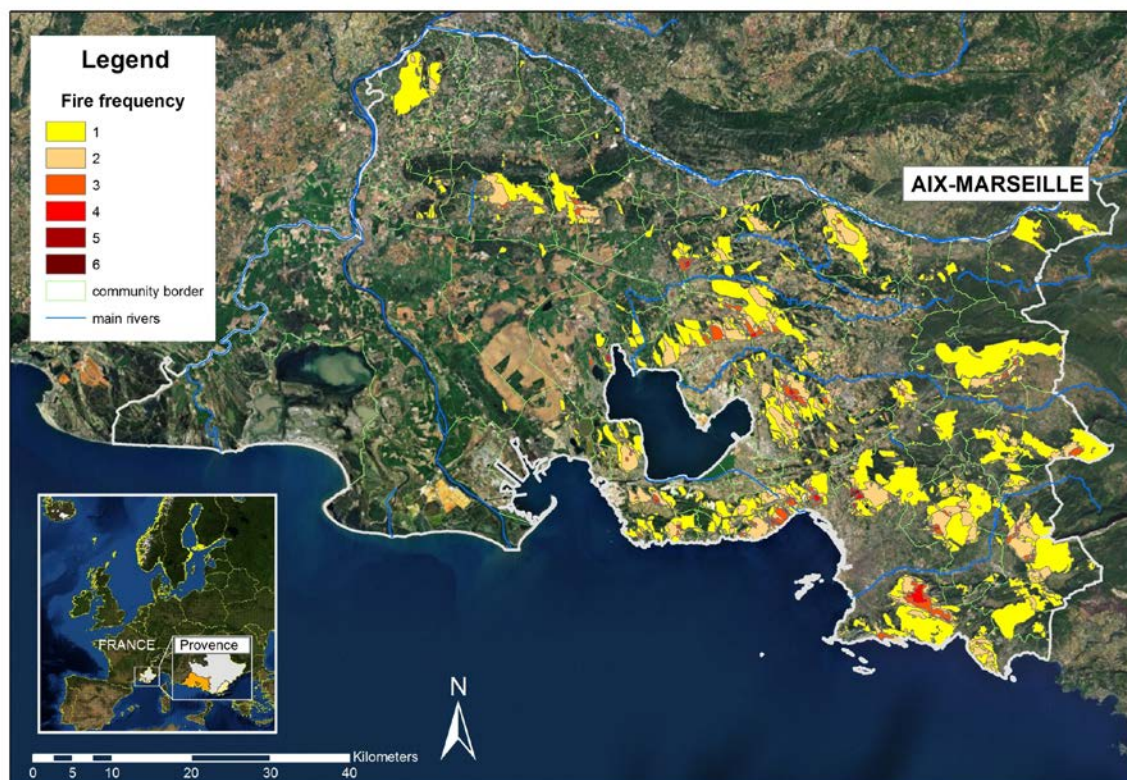 Legend
Fire frequency
1
2
3
4
5
6
community border
main rivers
AIX-MARSEILLE
FRANCE
Provence
N
Kilometers
0 5 10 20 30 40